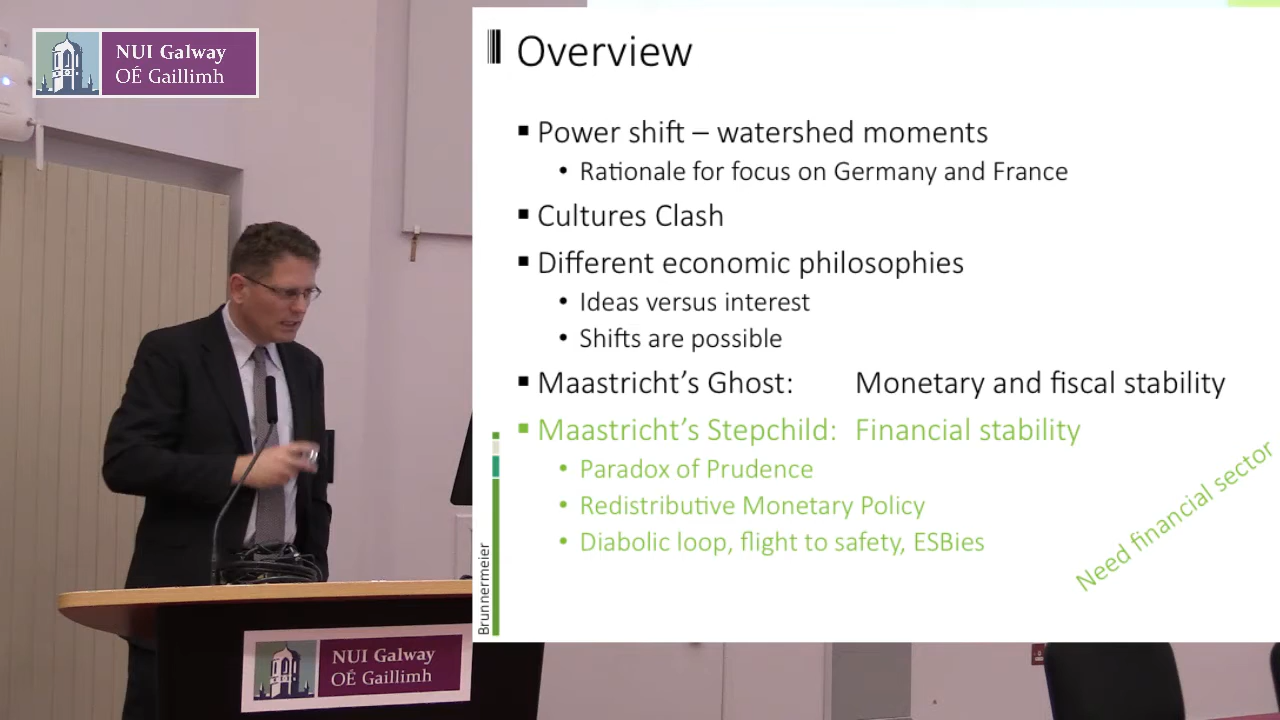 NUI Galway
OÉ Gaillimh
Overview
Power shift – watershed moments
Rationale for focus on Germany and France
Cultures Clash
Different economic philosophies
Ideas versus interest
Shifts are possible
Maastricht's Ghost: Monetary and fiscal stability
Maastricht's Stepchild: Financial stability
Paradox of Prudence
Redistributive Monetary Policy
Diabolic loop, flight to safety, ESBies
Need financial sector
Brunnermeier
NUI Galway
OÉ Gaillimh